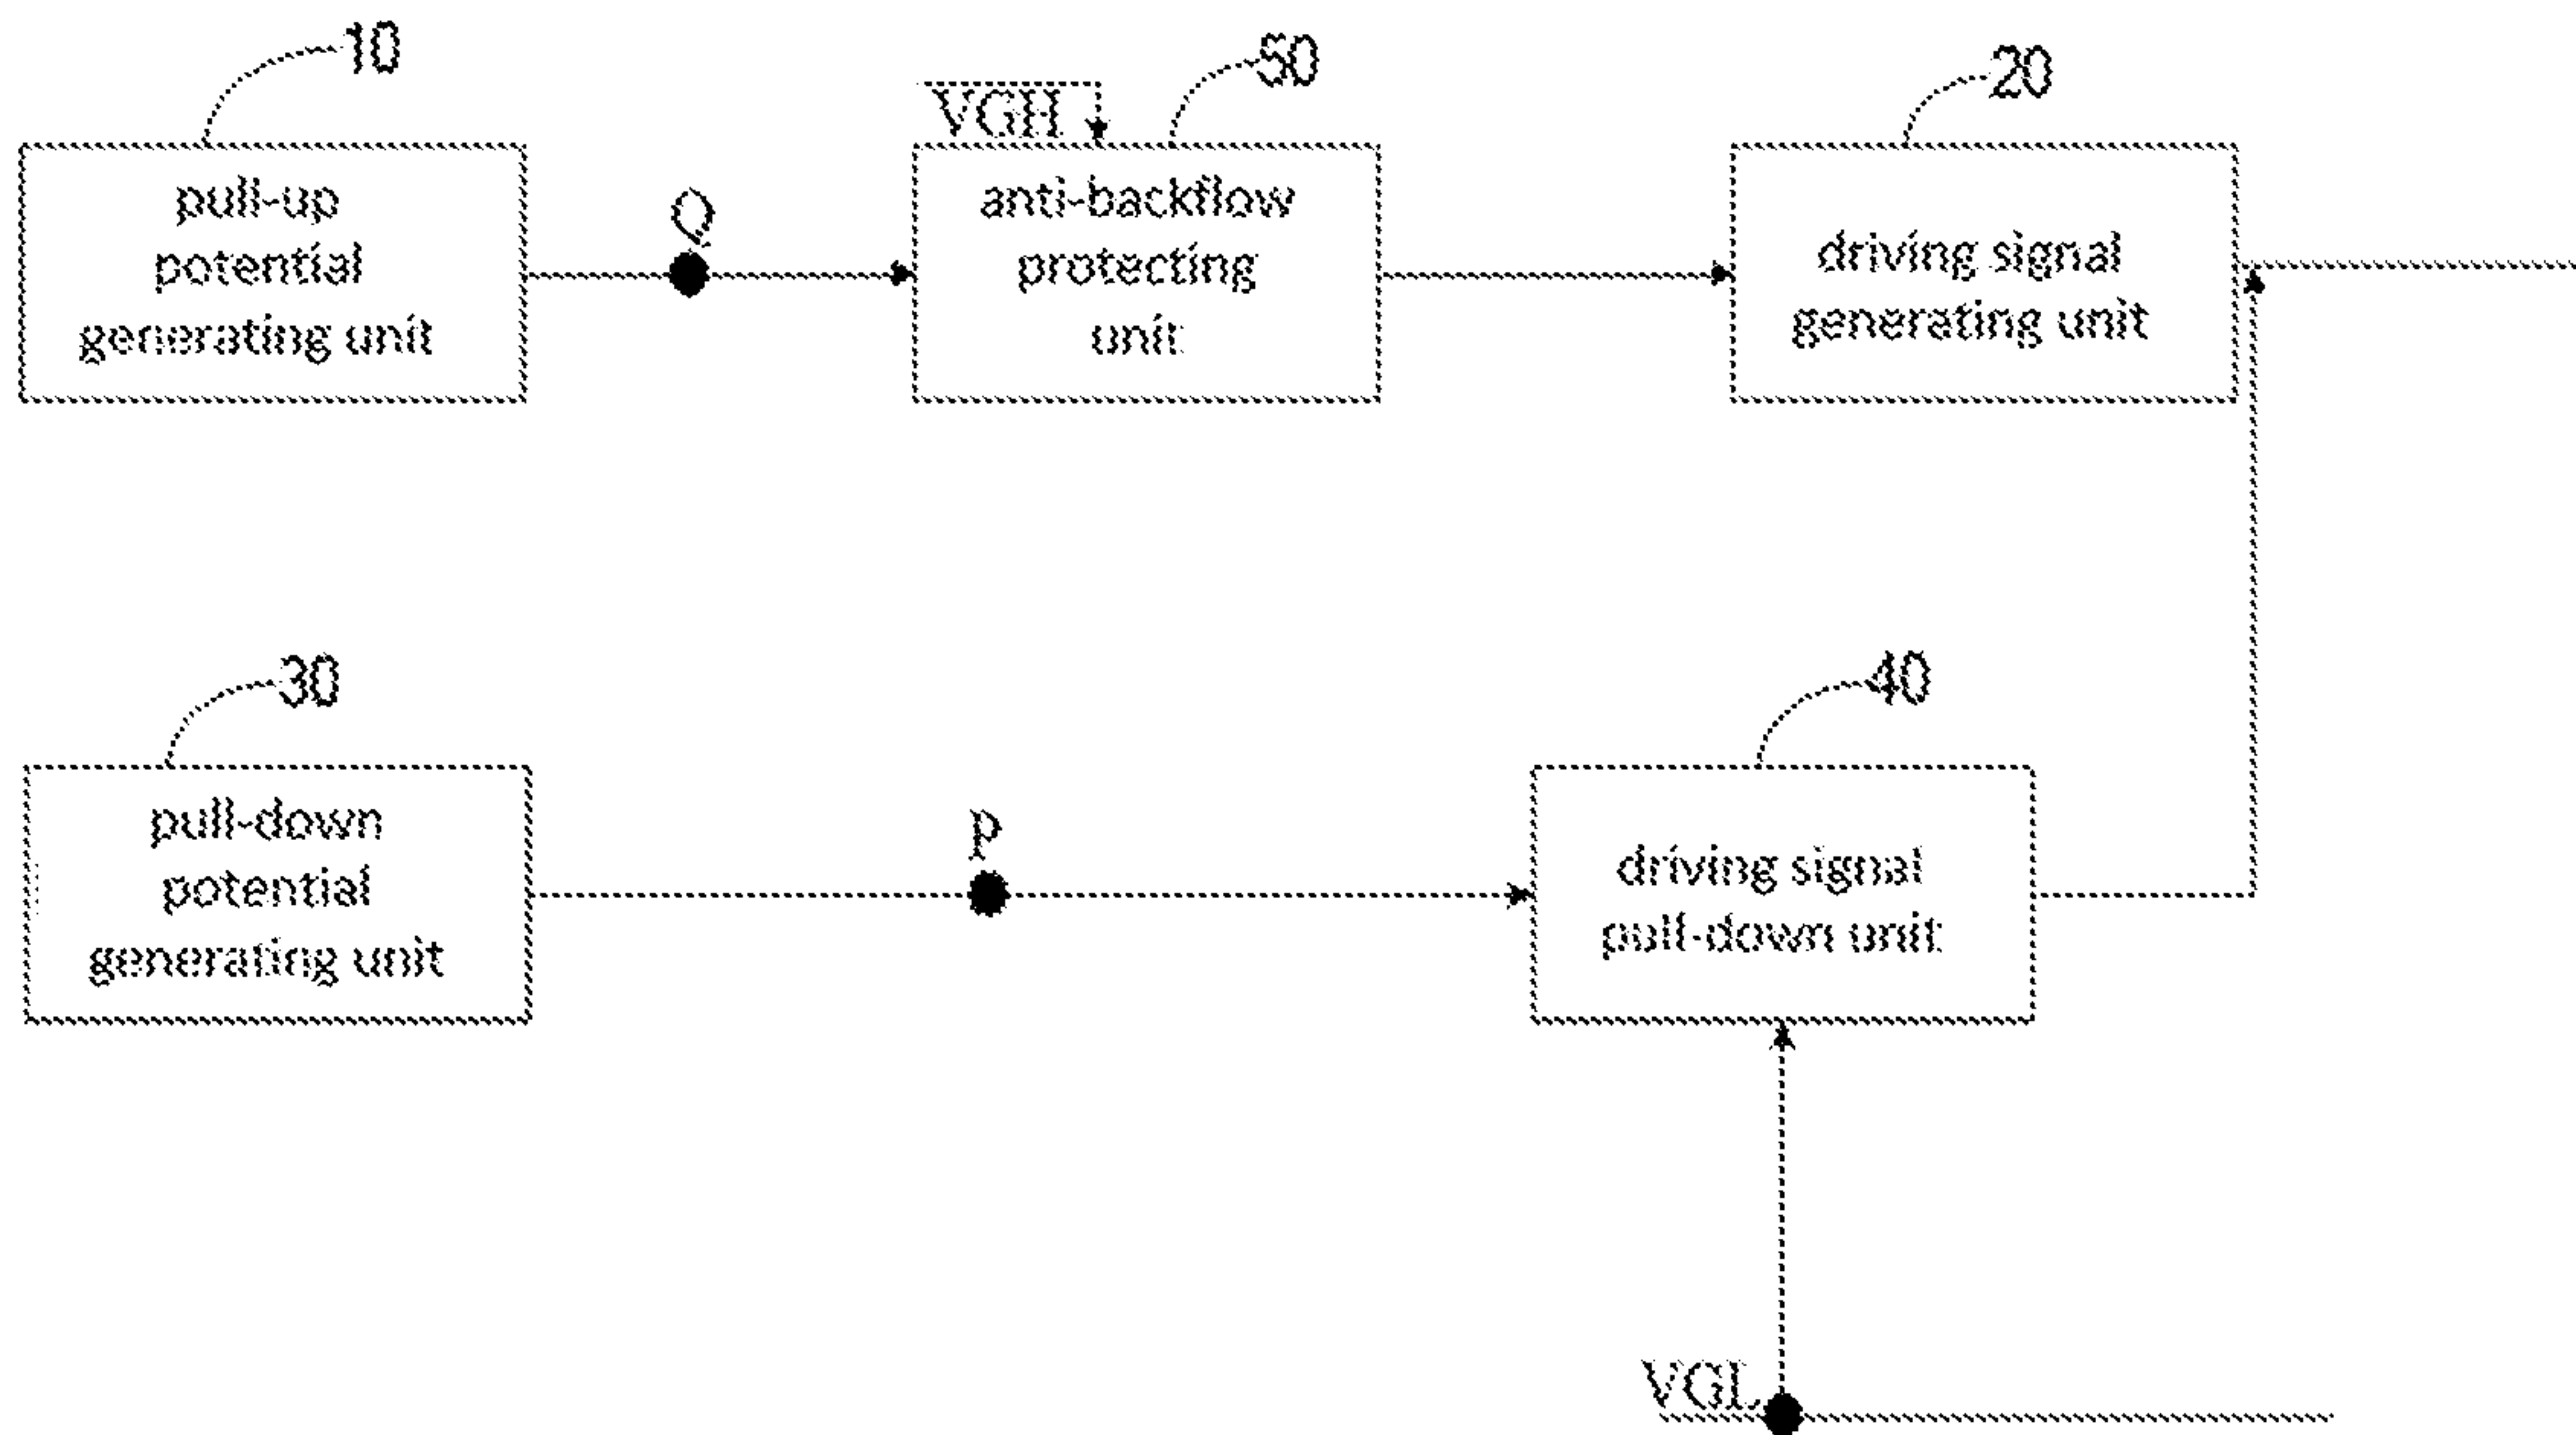 10
50
20
VGH
pull-up
potential
generating unit
Q
anti-backflow
protecting
unit
driving signal
generating unit
30
40
pull-down
potential
generating unit
P
driving signal
pull-down unit
VGL